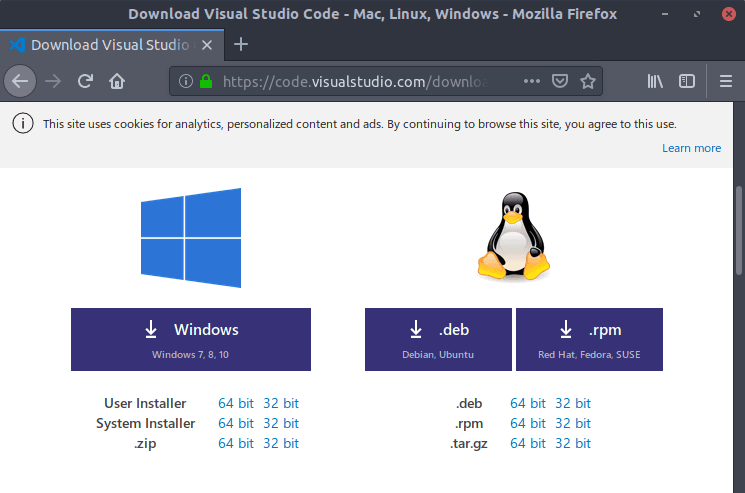 Download Visual Studio Code - Mac, Linux, Windows - Mozilla Firefox
Download Visual Studio
https://code.visualstudio.com/downlo
This site uses cookies for analytics, personalized content and ads. By continuing to browse this site, you agree to this use.
Learn more
Windows
Windows 7, 8, 10
.deb
Debian, Ubuntu
.rpm
Red Hat, Fedora, SUSE
User Installer 64 bit 32 bit
System Installer 64 bit 32 bit
.zip 64 bit 32 bit
.deb 64 bit 32 bit
.rpm 64 bit 32 bit
.tar.gz 64 bit 32 bit